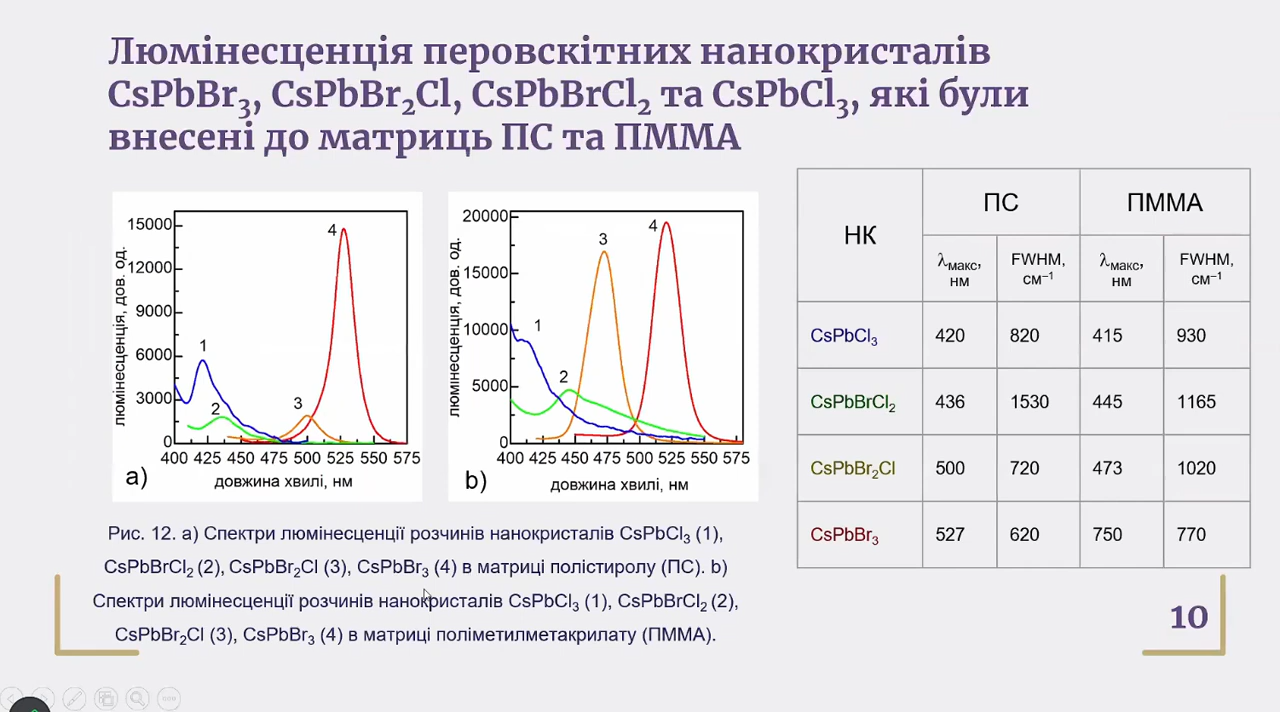 Люмінесценція перовскітних нанокристалів
CsPbBr₃, CsPbBr₂Cl, CsPbBrCl₂ та CsPbCl₃, які були
внесені до матриць ПС та ПММА
люмінесценція, дов. од.
15000
12000
9000
6000
3000
0
1
2
3
4
400 425 450 475 500 525 550 575
a)
довжина хвилі, нм
люмінесценція, дов. од.
20000
15000
10000
5000
0
1
2
3
4
400 425 450 475 500 525 550 575
b)
довжина хвилі, нм
НК ПС ПММА
λмакс, нм FWHM, см⁻¹ λмакс, нм FWHM, см⁻¹
CsPbCl₃ 420 820 415 930
CsPbBrCl₂ 436 1530 445 1165
CsPbBr₂Cl 500 720 473 1020
CsPbBr₃ 527 620 750 770
Рис. 12. a) Спектри люмінесценції розчинів нанокристалів CsPbCl₃ (1),
CsPbBrCl₂ (2), CsPbBr₂Cl (3), CsPbBr₃ (4) в матриці полістиролу (ПС). b)
Спектри люмінесценції розчинів нанокристалів CsPbCl₃ (1), CsPbBrCl₂ (2),
CsPbBr₂Cl (3), CsPbBr₃ (4) в матриці поліметилметакрилату (ПММА).
10